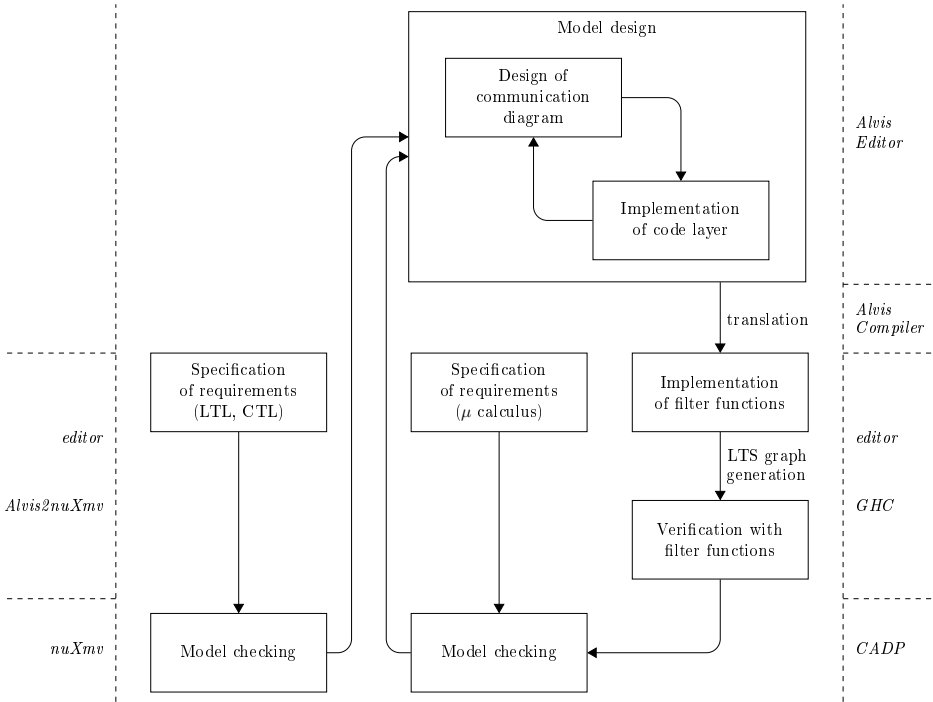 Model design
Design of
communication
diagram
Alvis
Editor
Implementation
of code layer
Alvis
Compiler
translation
Specification
of requirements
(LTL, CTL)
Specification
of requirements
(μ calculus)
Implementation
of filter functions
editor
editor
LTS graph
generation
Alvis2nuXmv
GHC
Verification with
filter functions
nuXmv
Model checking
Model checking
CADP